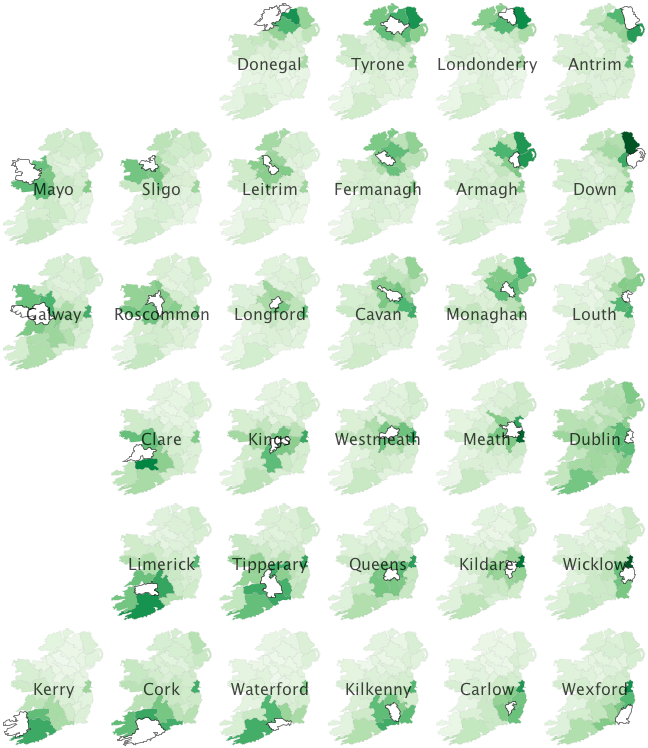 Donegal Tyrone Londonderry Antrim
Mayo Sligo Leitrim Fermanagh Armagh Down
Galway Roscommon Longford Cavan Monaghan Louth
Clare Kings Westmeath Meath Dublin
Limerick Tipperary Queens Kildare Wicklow
Kerry Cork Waterford Kilkenny Carlow Wexford